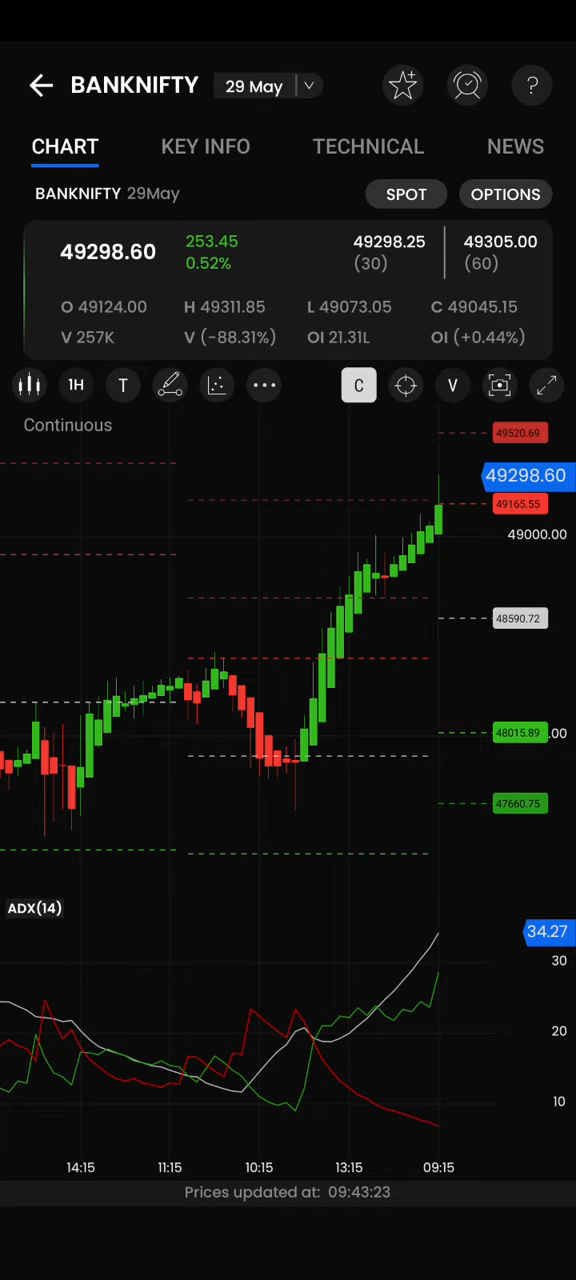 BANKNIFTY 29 May
CHART KEY INFO TECHNICAL NEWS
BANKNIFTY 29May SPOT OPTIONS
49298.60 253.45 49298.25 49305.00
0.52% (30) (60)
O 49124.00 H 49311.85 L 49073.05 C 49045.15
V 257K V (-88.31%) OI 21.31L OI (+0.44%)
1H T C V
Continuous
49520.69
49298.60
49165.55
49000.00
48590.72
48015.89 .00
47660.75
ADX(14)
34.27
30
20
10
14:15 11:15 10:15 13:15 09:15
Prices updated at: 09:43:23